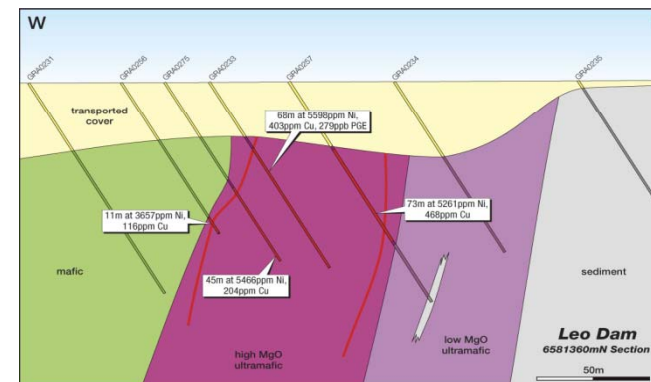 W
GRA0231
GRA0256
GRA0275
GRA0233
GRA0257
GRA0234
GRA0235
transported
cover
68m at 5598ppm Ni,
403ppm Cu, 279ppb PGE
11m at 3657ppm Ni,
116ppm Cu
73m at 5261ppm Ni,
468ppm Cu
45m at 5466ppm Ni,
204ppm Cu
mafic
sediment
high MgO
ultramafic
low MgO
ultramafic
Leo Dam
6581360mN Section
50m